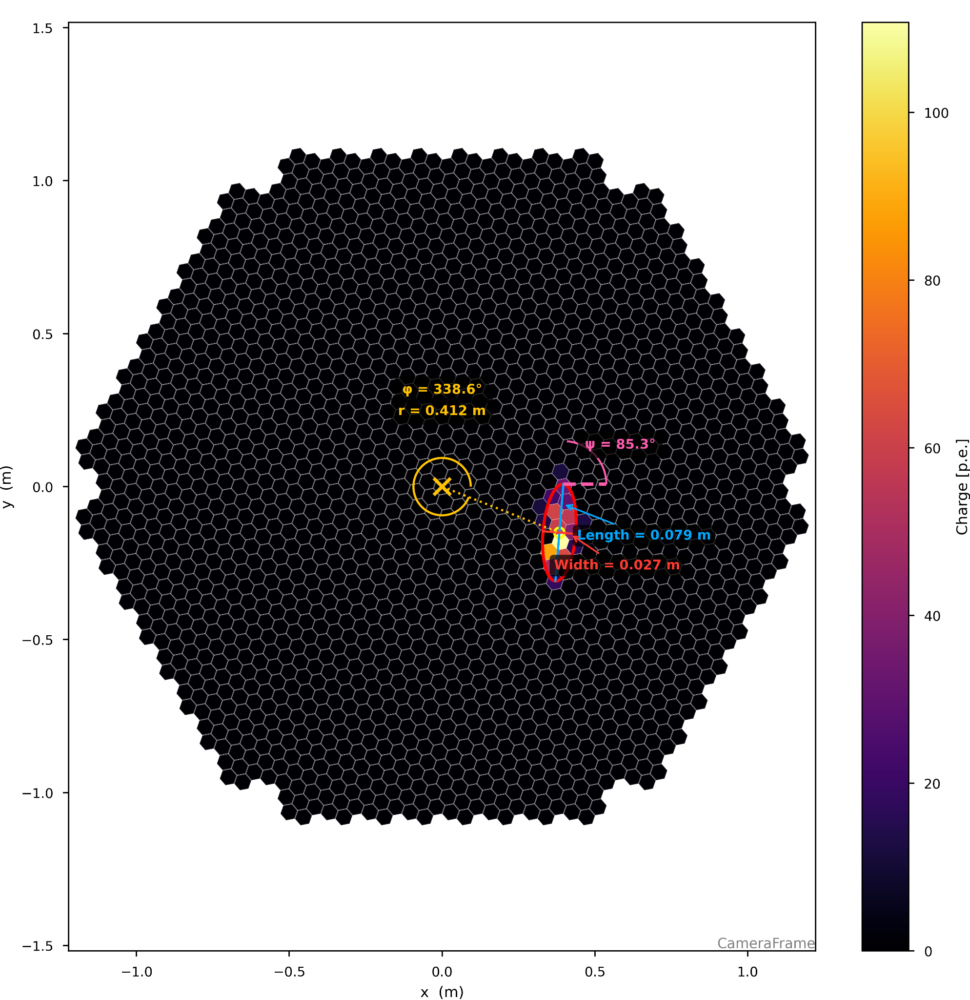 1.5
1.0
0.5
0.0
−0.5
−1.0
−1.5
y (m)
−1.0
−0.5
0.0
0.5
1.0
x (m)
φ = 338.6°
r = 0.412 m
ψ = 85.3°
Length = 0.079 m
Width = 0.027 m
CameraFrame
100
80
60
40
20
0
Charge [p.e.]